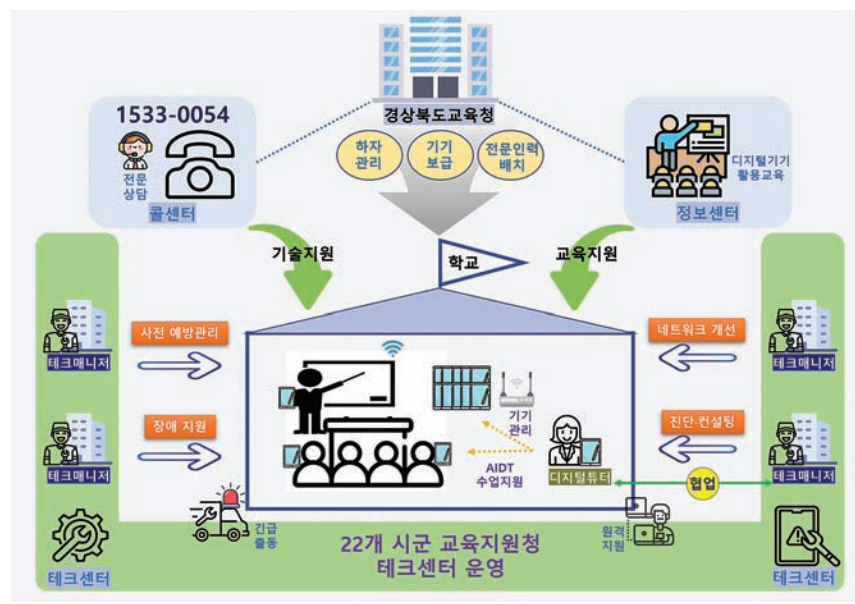 경상북도교육청
1533-0054
전문
상담
콜센터
하자
관리
기기
보급
전문인력
배치
디지털기기
활용교육
정보센터
기술지원
학교
교육지원
사전 예방관리
테크매니저
네트워크 개선
테크매니저
장애 지원
테크매니저
기기
관리
AIDT
수업지원
디지털튜터
진단·컨설팅
테크매니저
협업
긴급
출동
원격
지원
테크센터
22개 시군 교육지원청
테크센터 운영
테크센터